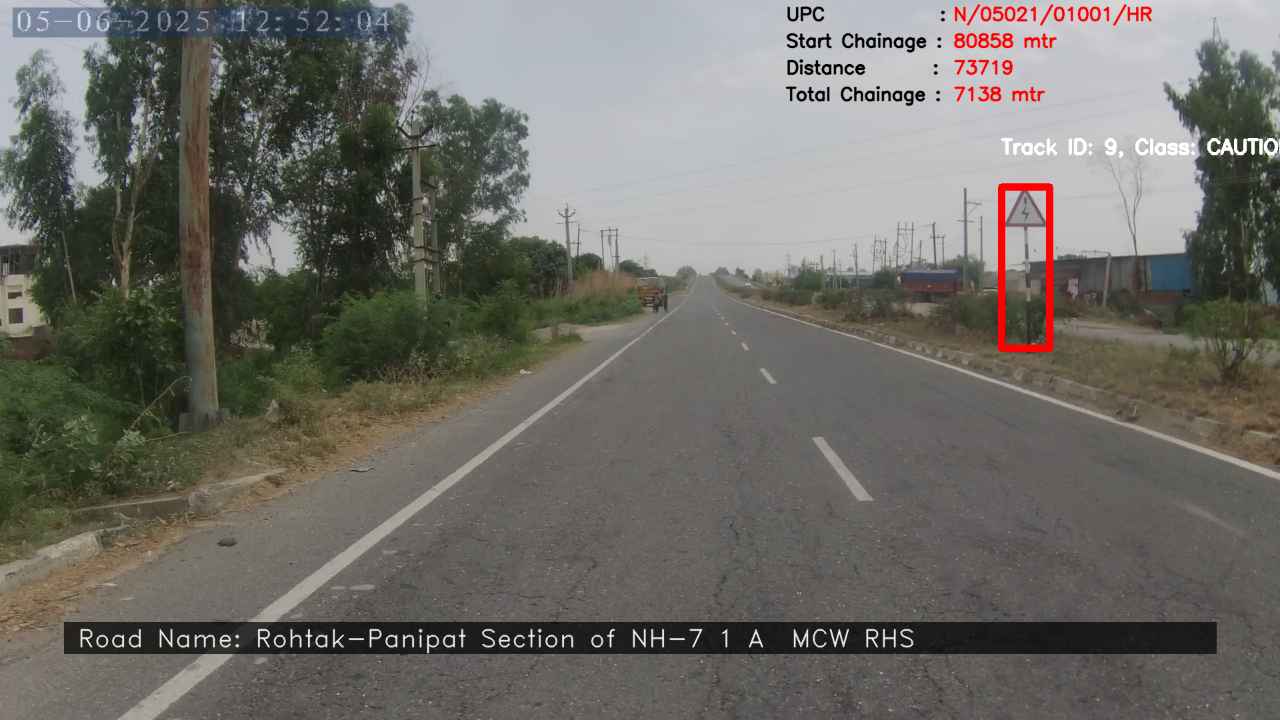 05-06-2025 12:52:04
UPC : N/05021/01001/HR
Start Chainage : 80858 mtr
Distance : 73719
Total Chainage : 7138 mtr
Track ID: 9, Class: CAUTIO
Road Name: Rohtak-Panipat Section of NH-7 1 A MCW RHS